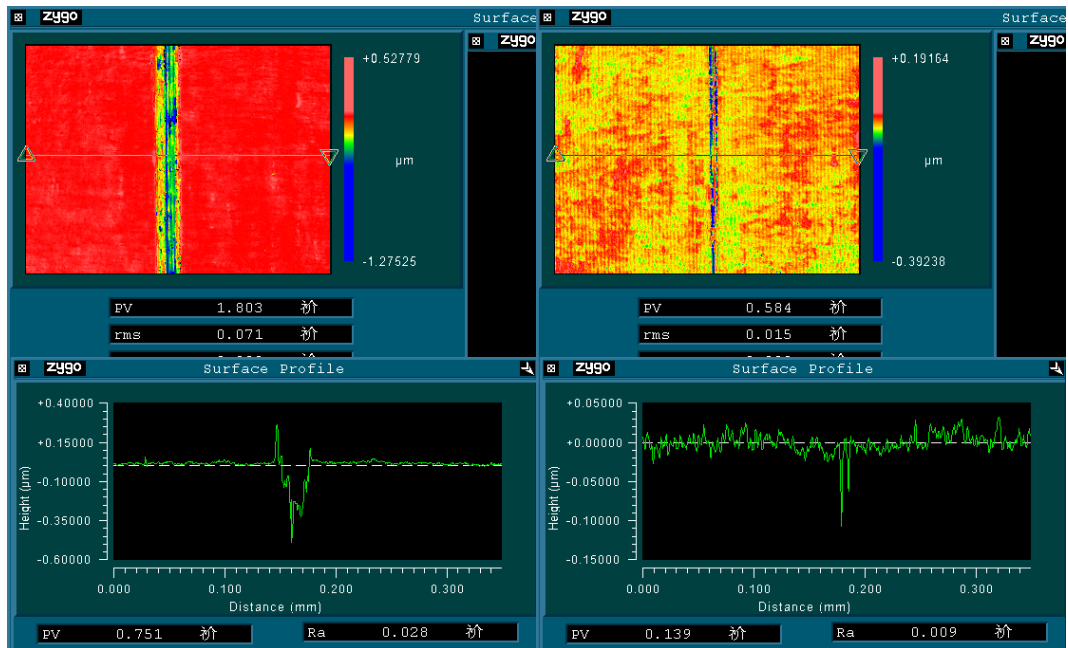 zygo
Surface
zygo
+0.52779
µm
-1.27525
PV 1.803
rms 0.071
zygo
Surface Profile
+0.40000
+0.15000
-0.10000
-0.35000
-0.60000
Height (µm)
0.000 0.100 0.200 0.300
Distance (mm)
PV 0.751
Ra 0.028
zygo
Surface
zygo
+0.19164
µm
-0.39238
PV 0.584
rms 0.015
zygo
Surface Profile
+0.05000
+0.00000
-0.05000
-0.10000
-0.15000
Height (µm)
0.000 0.100 0.200 0.300
Distance (mm)
PV 0.139
Ra 0.009